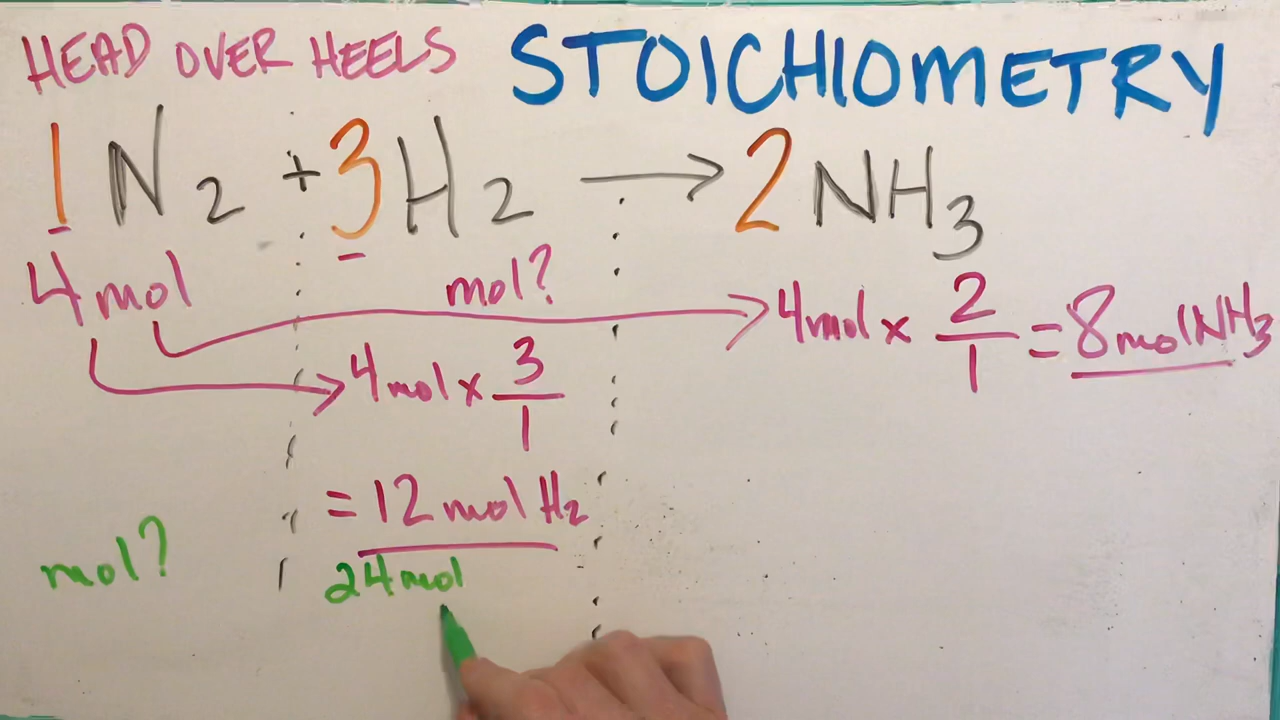 HEAD OVER HEELS STOICHIOMETRY
1 N2 + 3 H2 → 2 NH3
4 mol
mol?
4 mol x 2/1 = 8 mol NH3
4 mol x 3/1
= 12 mol H2
mol?
24 mol